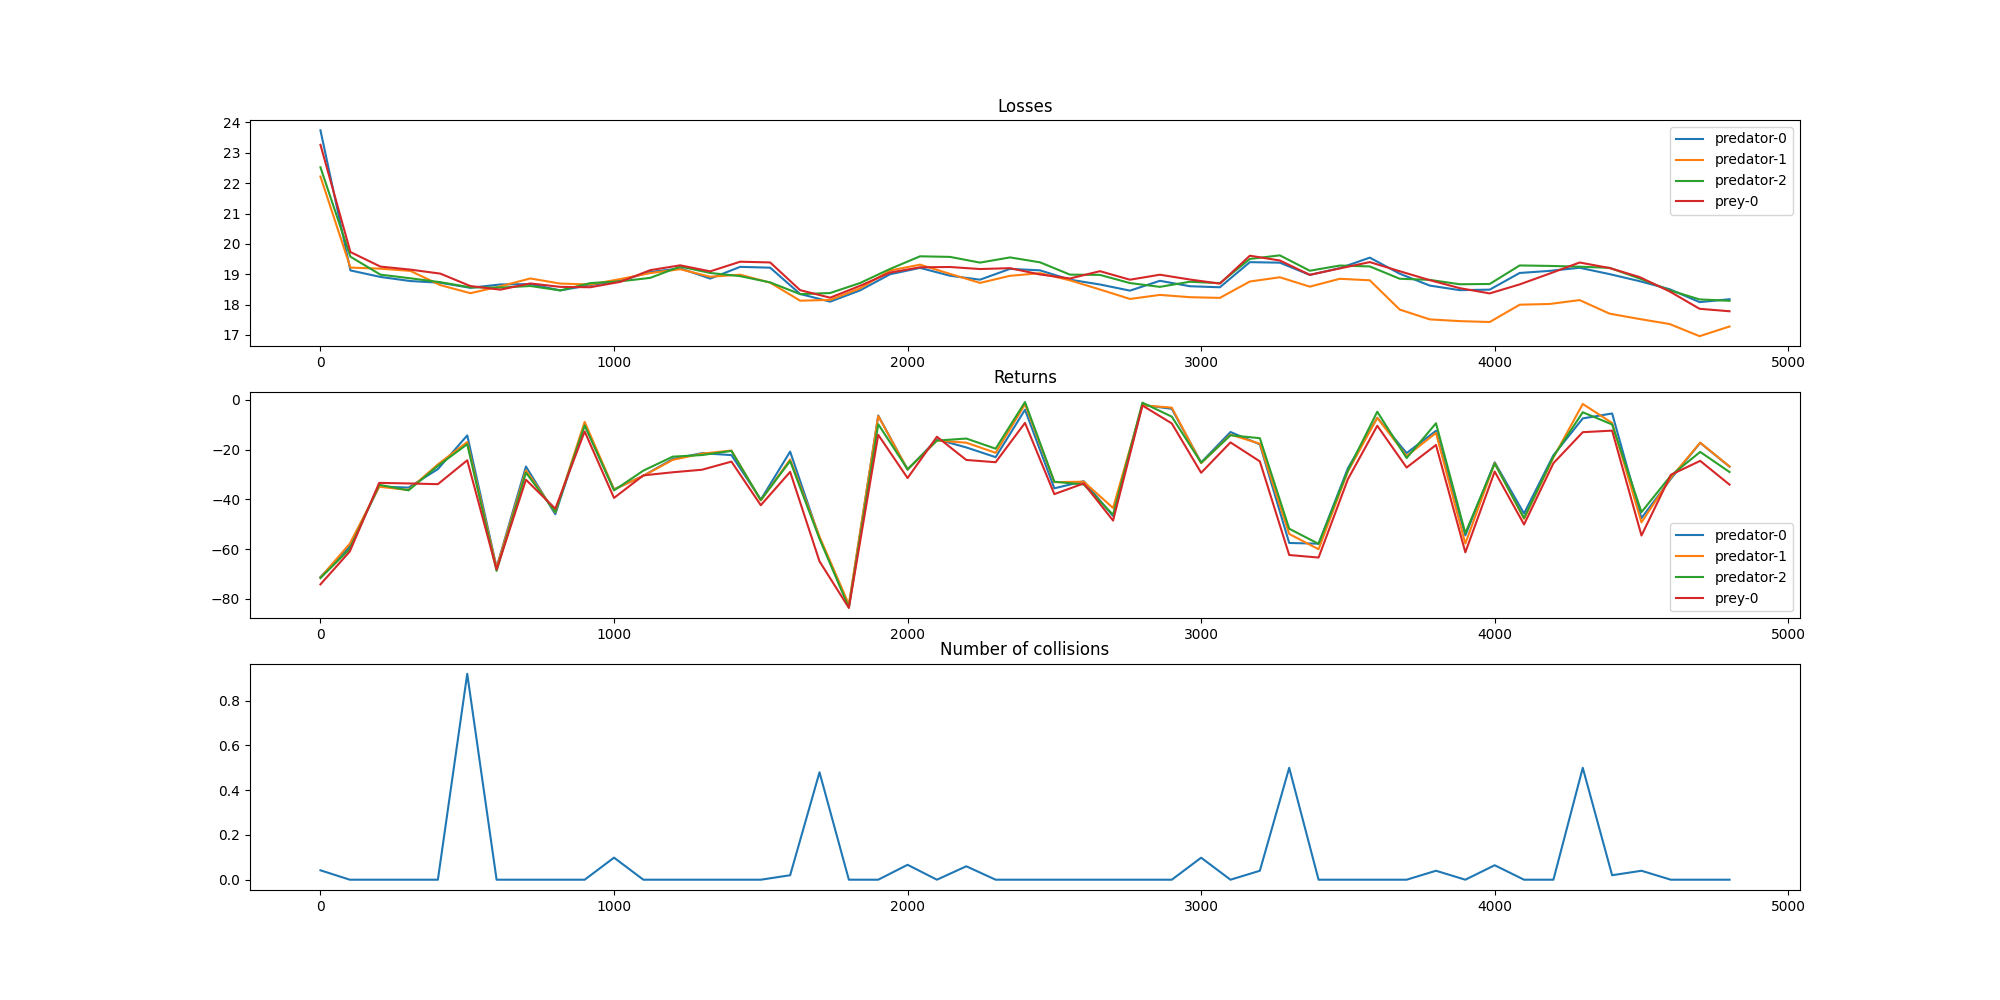 Losses
24
23
22
21
20
19
18
17
predator-0
predator-1
predator-2
prey-0
0 1000 2000 3000 4000 5000
Returns
0
−20
−40
−60
−80
predator-0
predator-1
predator-2
prey-0
0 1000 2000 3000 4000 5000
Number of collisions
0.8
0.6
0.4
0.2
0.0
0 1000 2000 3000 4000 5000